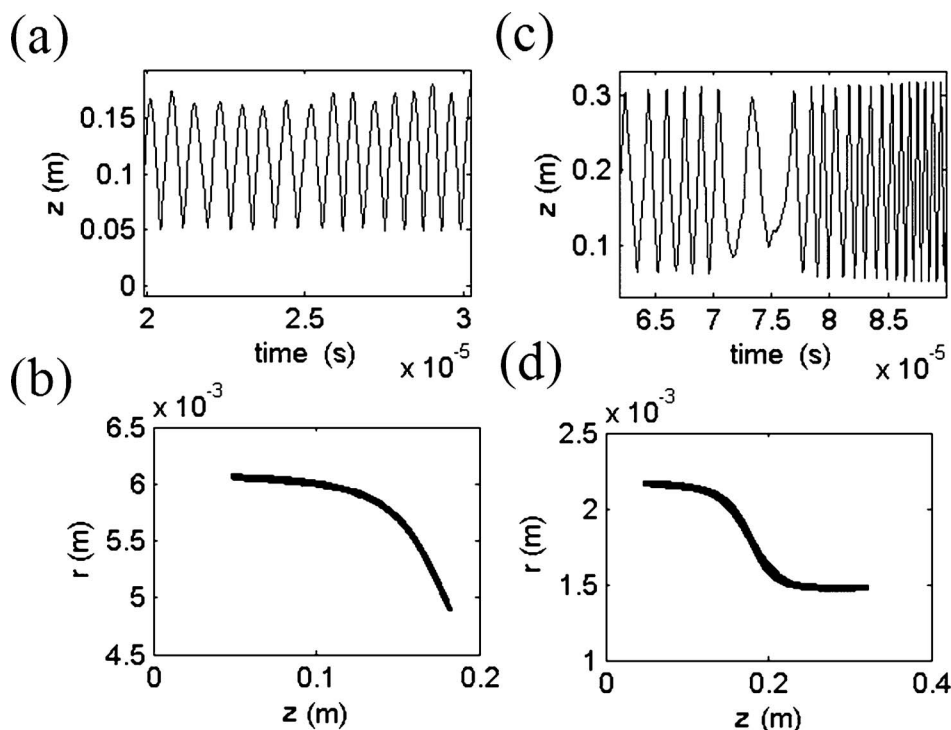 (a)
z (m)
0.15
0.1
0.05
0
2
2.5
3
time (s)
x 10⁻⁵
(c)
z (m)
0.3
0.2
0.1
6.5
7
7.5
8
8.5
time (s)
x 10⁻⁵
(b)
x 10⁻³
r (m)
6.5
6
5.5
5
4.5
0
0.1
0.2
z (m)
(d)
x 10⁻³
r (m)
2.5
2
1.5
1
0
0.2
0.4
z (m)